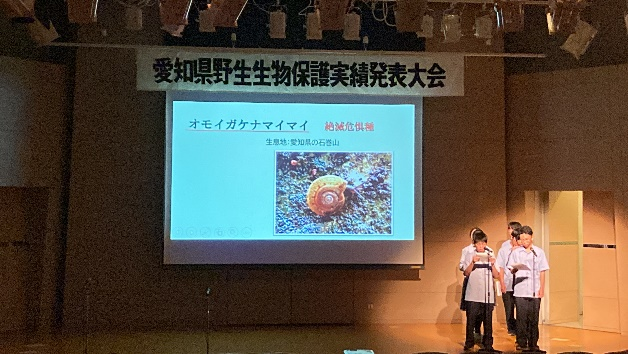 愛知県野生生物保護実績発表大会
オモイガケナマイマイ 絶滅危惧種
生息地：愛知県の石巻山